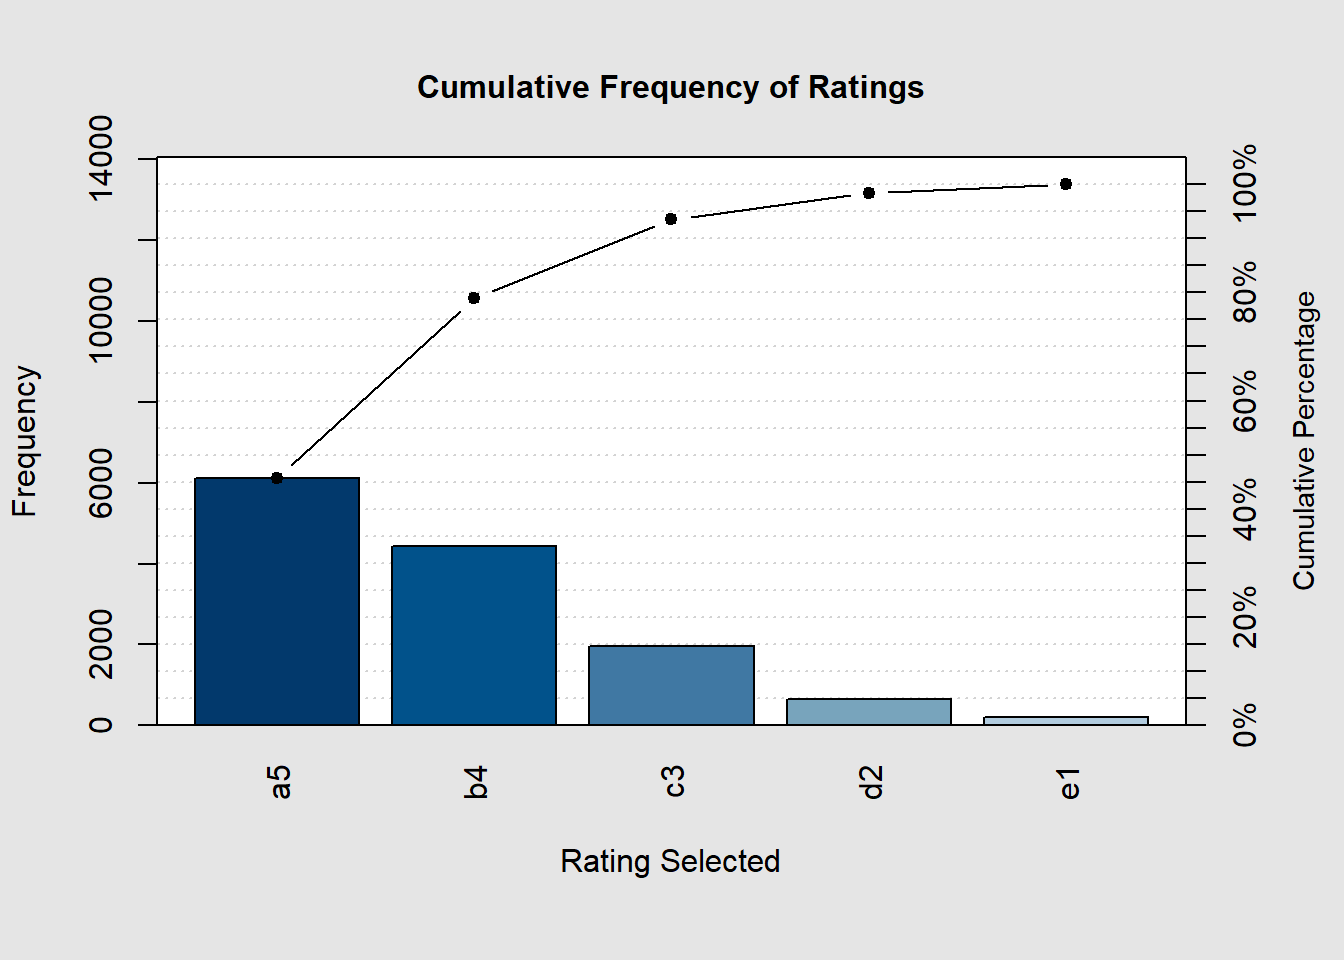 Cumulative Frequency of Ratings
14000
10000
6000
2000
0
Frequency
100%
80%
60%
40%
20%
0%
Cumulative Percentage
a5
b4
c3
d2
e1
Rating Selected